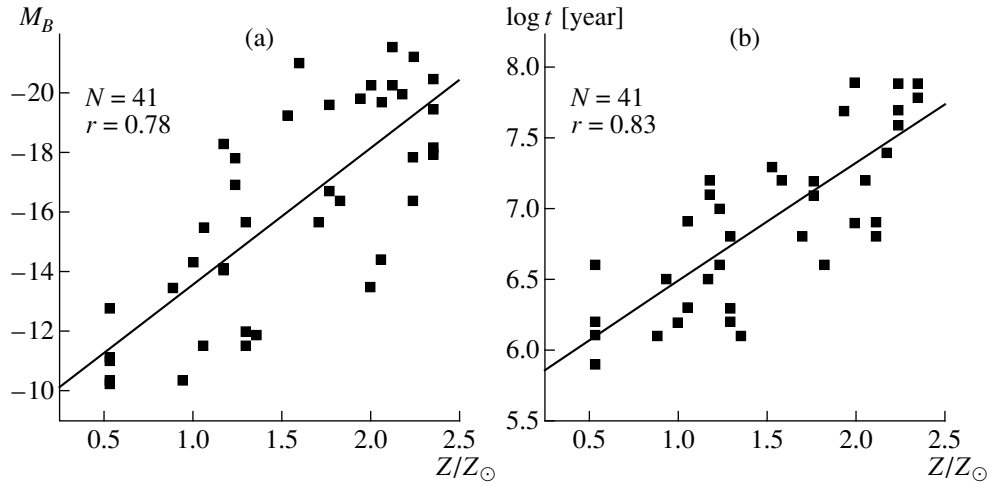 M_B
(a)
N = 41
r = 0.78
−20
−18
−16
−14
−12
−10
0.5 1.0 1.5 2.0 2.5
Z/Z⊙
log t [year]
(b)
N = 41
r = 0.83
8.0
7.5
7.0
6.5
6.0
5.5
0.5 1.0 1.5 2.0 2.5
Z/Z⊙